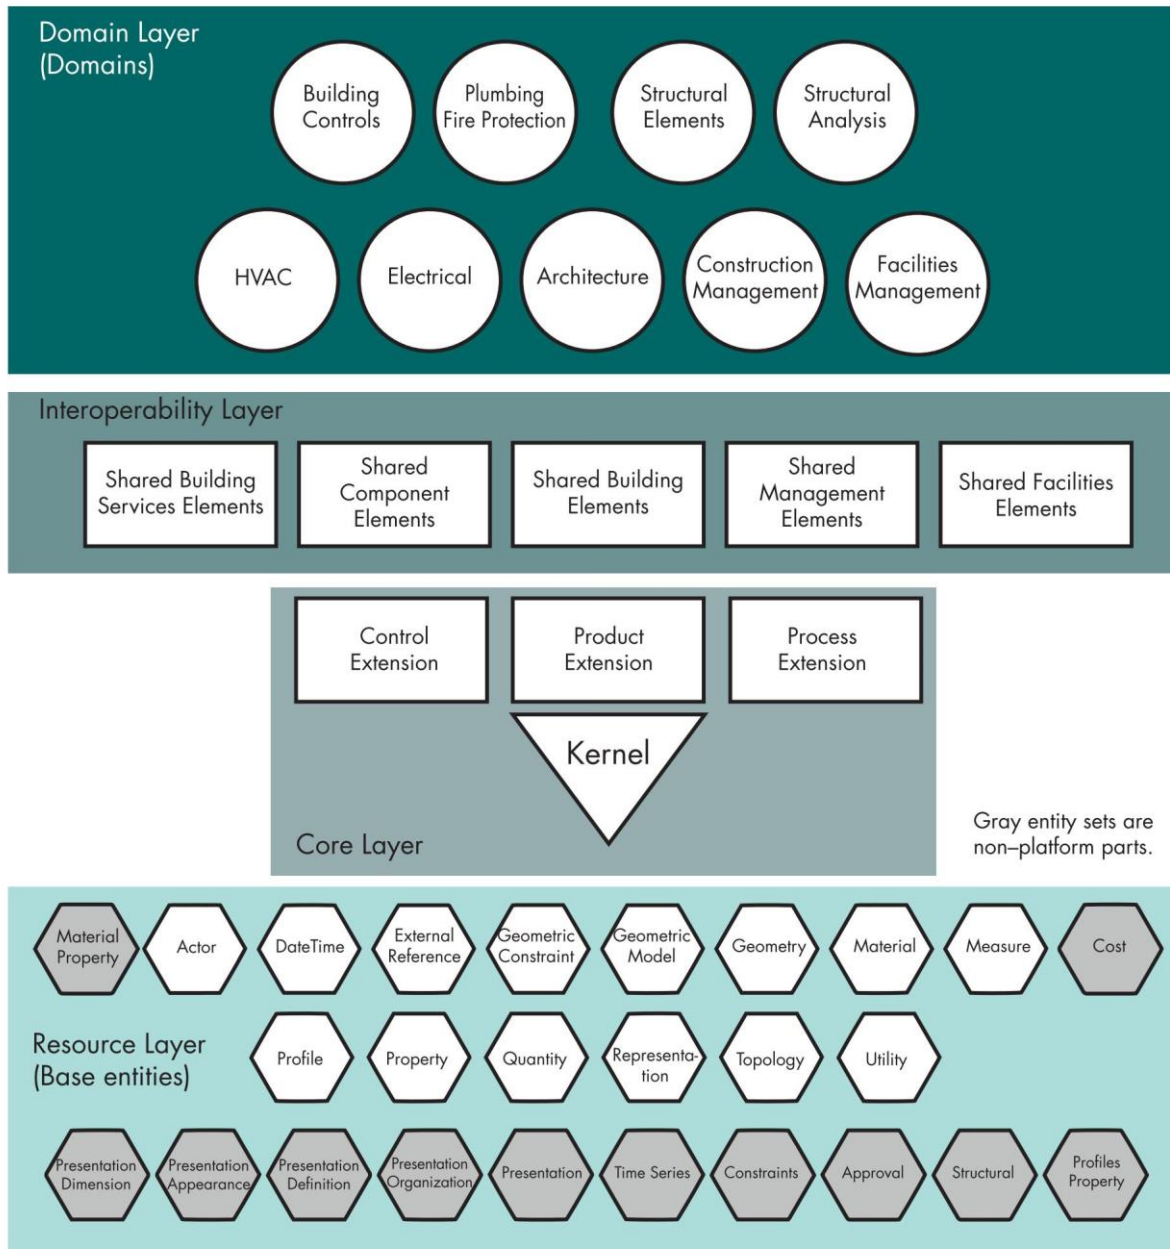 Domain Layer
(Domains)
Building
Controls
Plumbing
Fire Protection
Structural
Elements
Structural
Analysis
HVAC
Electrical
Architecture
Construction
Management
Facilities
Management
Interoperability Layer
Shared Building
Services Elements
Shared
Component
Elements
Shared Building
Elements
Shared
Management
Elements
Shared Facilities
Elements
Control
Extension
Product
Extension
Process
Extension
Kernel
Core Layer
Gray entity sets are
non–platform parts.
Material
Property
Actor
DateTime
External
Reference
Geometric
Constraint
Geometric
Model
Geometry
Material
Measure
Cost
Resource Layer
(Base entities)
Profile
Property
Quantity
Representa-
tion
Topology
Utility
Presentation
Dimension
Presentation
Appearance
Presentation
Definition
Presentation
Organization
Presentation
Time Series
Constraints
Approval
Structural
Profiles
Property